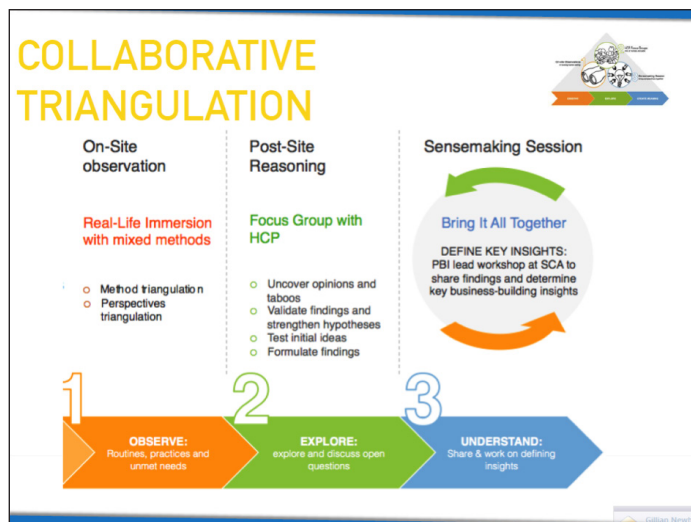 COLLABORATIVE
TRIANGULATION
On-Site
observation
Real-Life Immersion
with mixed methods
Method triangulation
Perspectives
triangulation
Post-Site
Reasoning
Focus Group with
HCP
Uncover opinions and
taboos
Validate findings and
strengthen hypotheses
Test initial ideas
Formulate findings
Sensemaking Session
Bring It All Together
DEFINE KEY INSIGHTS:
PBI lead workshop at SCA to
share findings and determine
key business-building insights
1
OBSERVE:
Routines, practices and
unmet needs
2
EXPLORE:
explore and discuss open
questions
3
UNDERSTAND:
Share & work on defining
insights